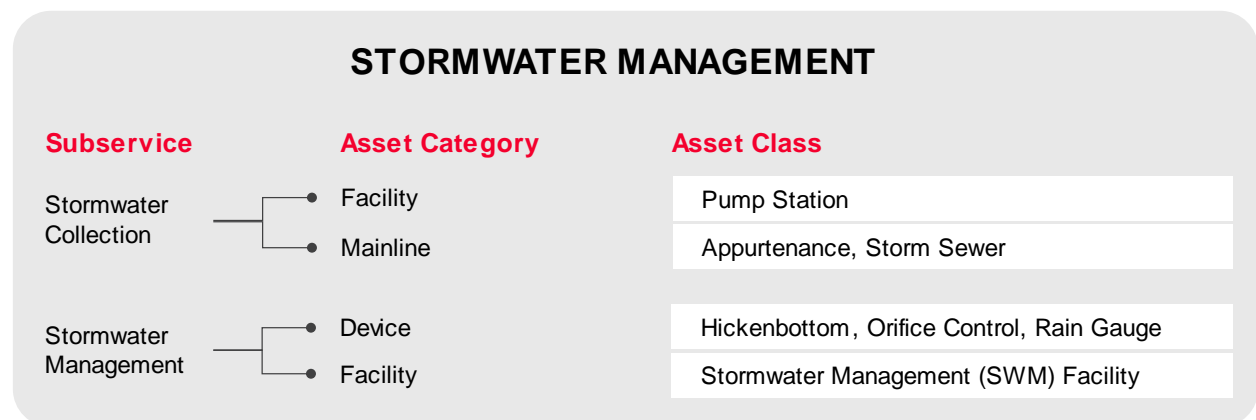 STORMWATER MANAGEMENT
Subservice Asset Category Asset Class
Stormwater
Collection
Facility Pump Station
Mainline Appurtenance, Storm Sewer
Stormwater
Management
Device Hickenbottom, Orifice Control, Rain Gauge
Facility Stormwater Management (SWM) Facility